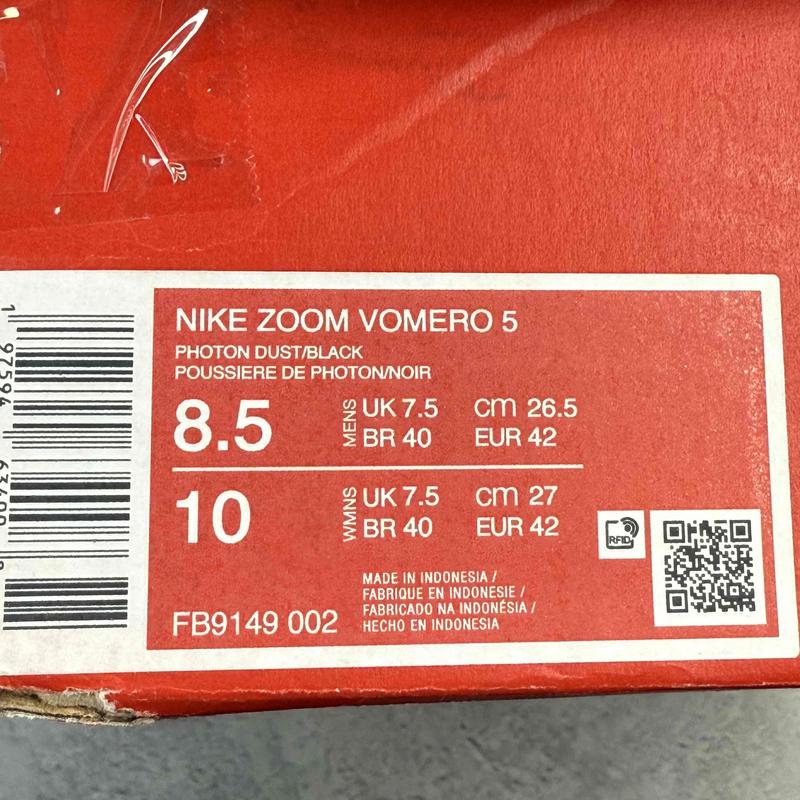 NIKE ZOOM VOMERO 5
PHOTON DUST/BLACK
POUSSIERE DE PHOTON/NOIR
8.5 MENS UK 7.5 cm 26.5
BR 40 EUR 42
10 WMNS UK 7.5 cm 27
BR 40 EUR 42
RFID
MADE IN INDONESIA /
FABRIQUE EN INDONESIE /
FABRICADO NA INDONÉSIA /
HECHO EN INDONESIA
FB9149 002
1 97594